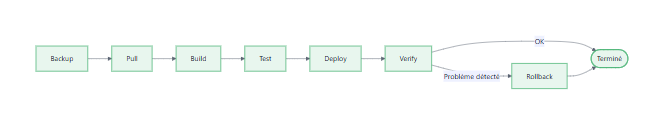 Backup
Pull
Build
Test
Deploy
Verify
OK
Problème détecté
Rollback
Terminé